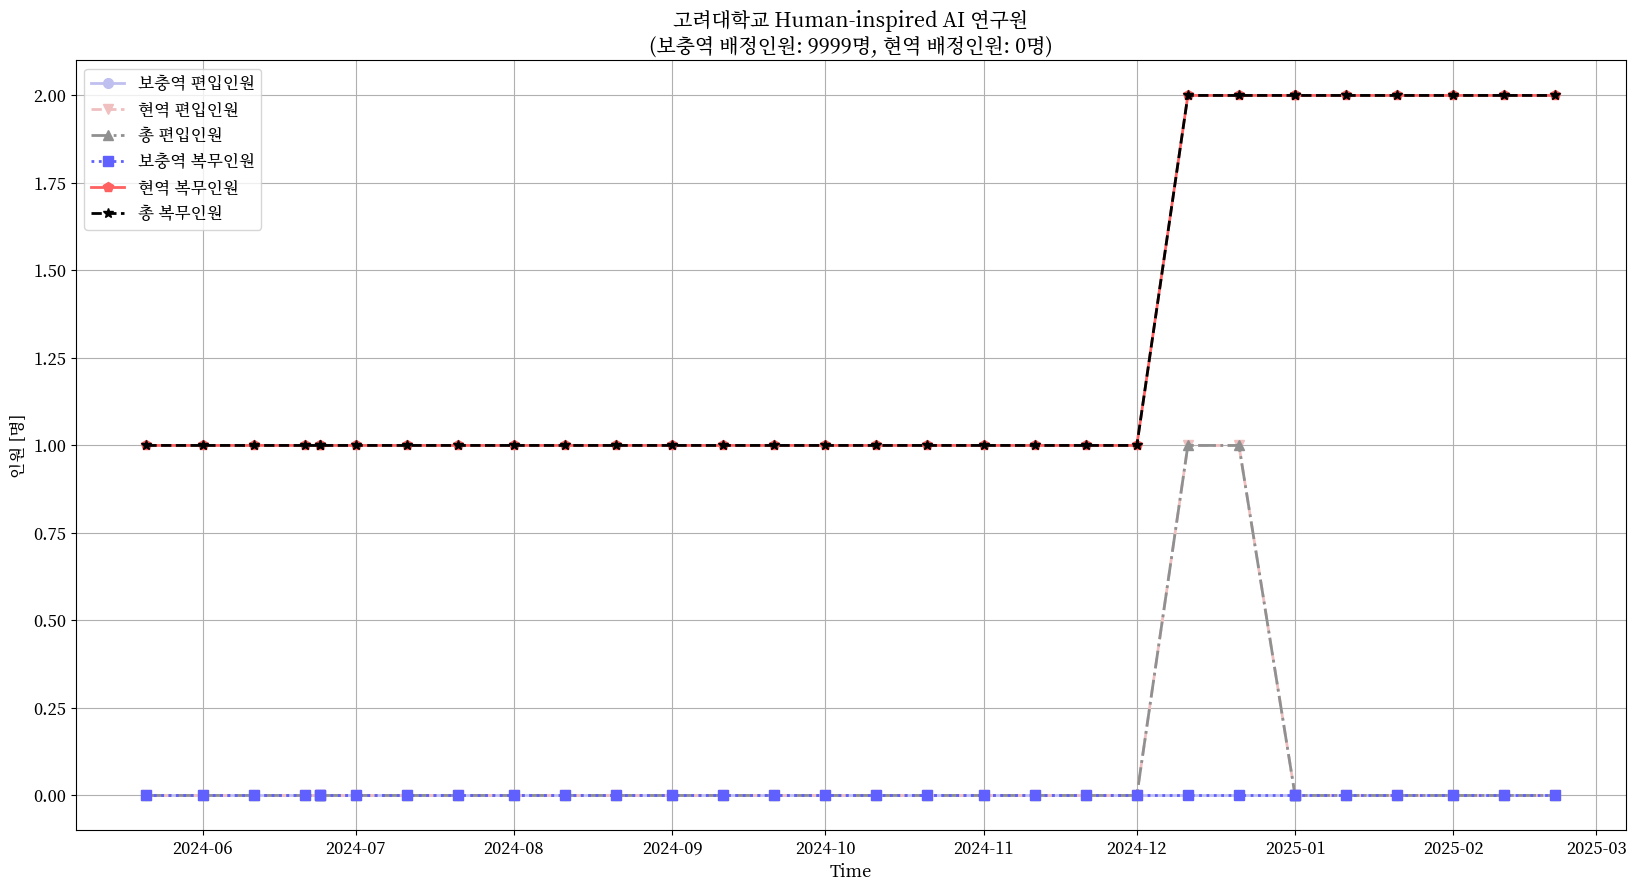 고려대학교 Human-inspired AI 연구원
(보충역 배정인원: 9999명, 현역 배정인원: 0명)
보충역 편입인원
현역 편입인원
총 편입인원
보충역 복무인원
현역 복무인원
총 복무인원
인원 [명]
2.00
1.75
1.50
1.25
1.00
0.75
0.50
0.25
0.00
2024-06 2024-07 2024-08 2024-09 2024-10 2024-11 2024-12 2025-01 2025-02 2025-03
Time